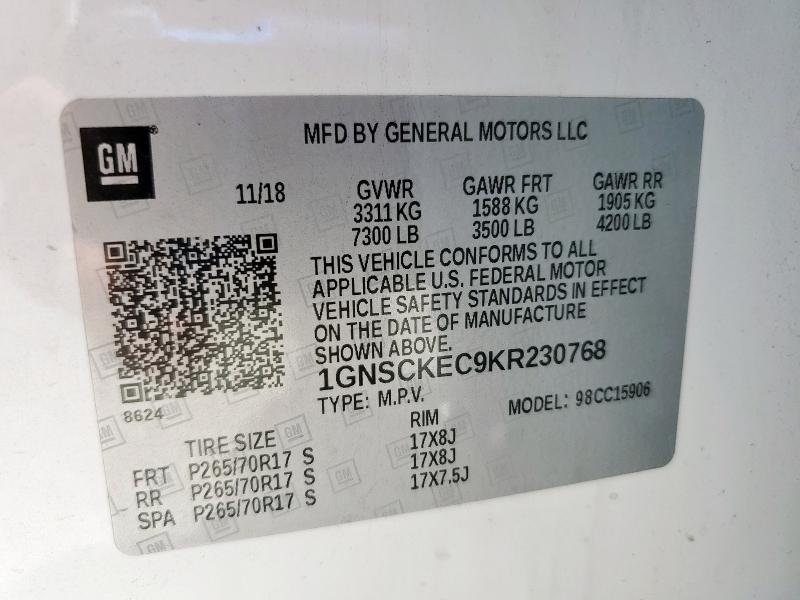 GM®
MFD BY GENERAL MOTORS LLC
11/18 GVWR GAWR FRT GAWR RR
3311 KG 1588 KG 1905 KG
7300 LB 3500 LB 4200 LB
THIS VEHICLE CONFORMS TO ALL
APPLICABLE U.S. FEDERAL MOTOR
VEHICLE SAFETY STANDARDS IN EFFECT
ON THE DATE OF MANUFACTURE
SHOWN ABOVE.
1GNSCKEC9KR230768
8624 TYPE: M.P.V. MODEL: 98CC15906
TIRE SIZE RIM
FRT P265/70R17 S 17X8J
RR P265/70R17 S 17X8J
SPA P265/70R17 S 17X7.5J